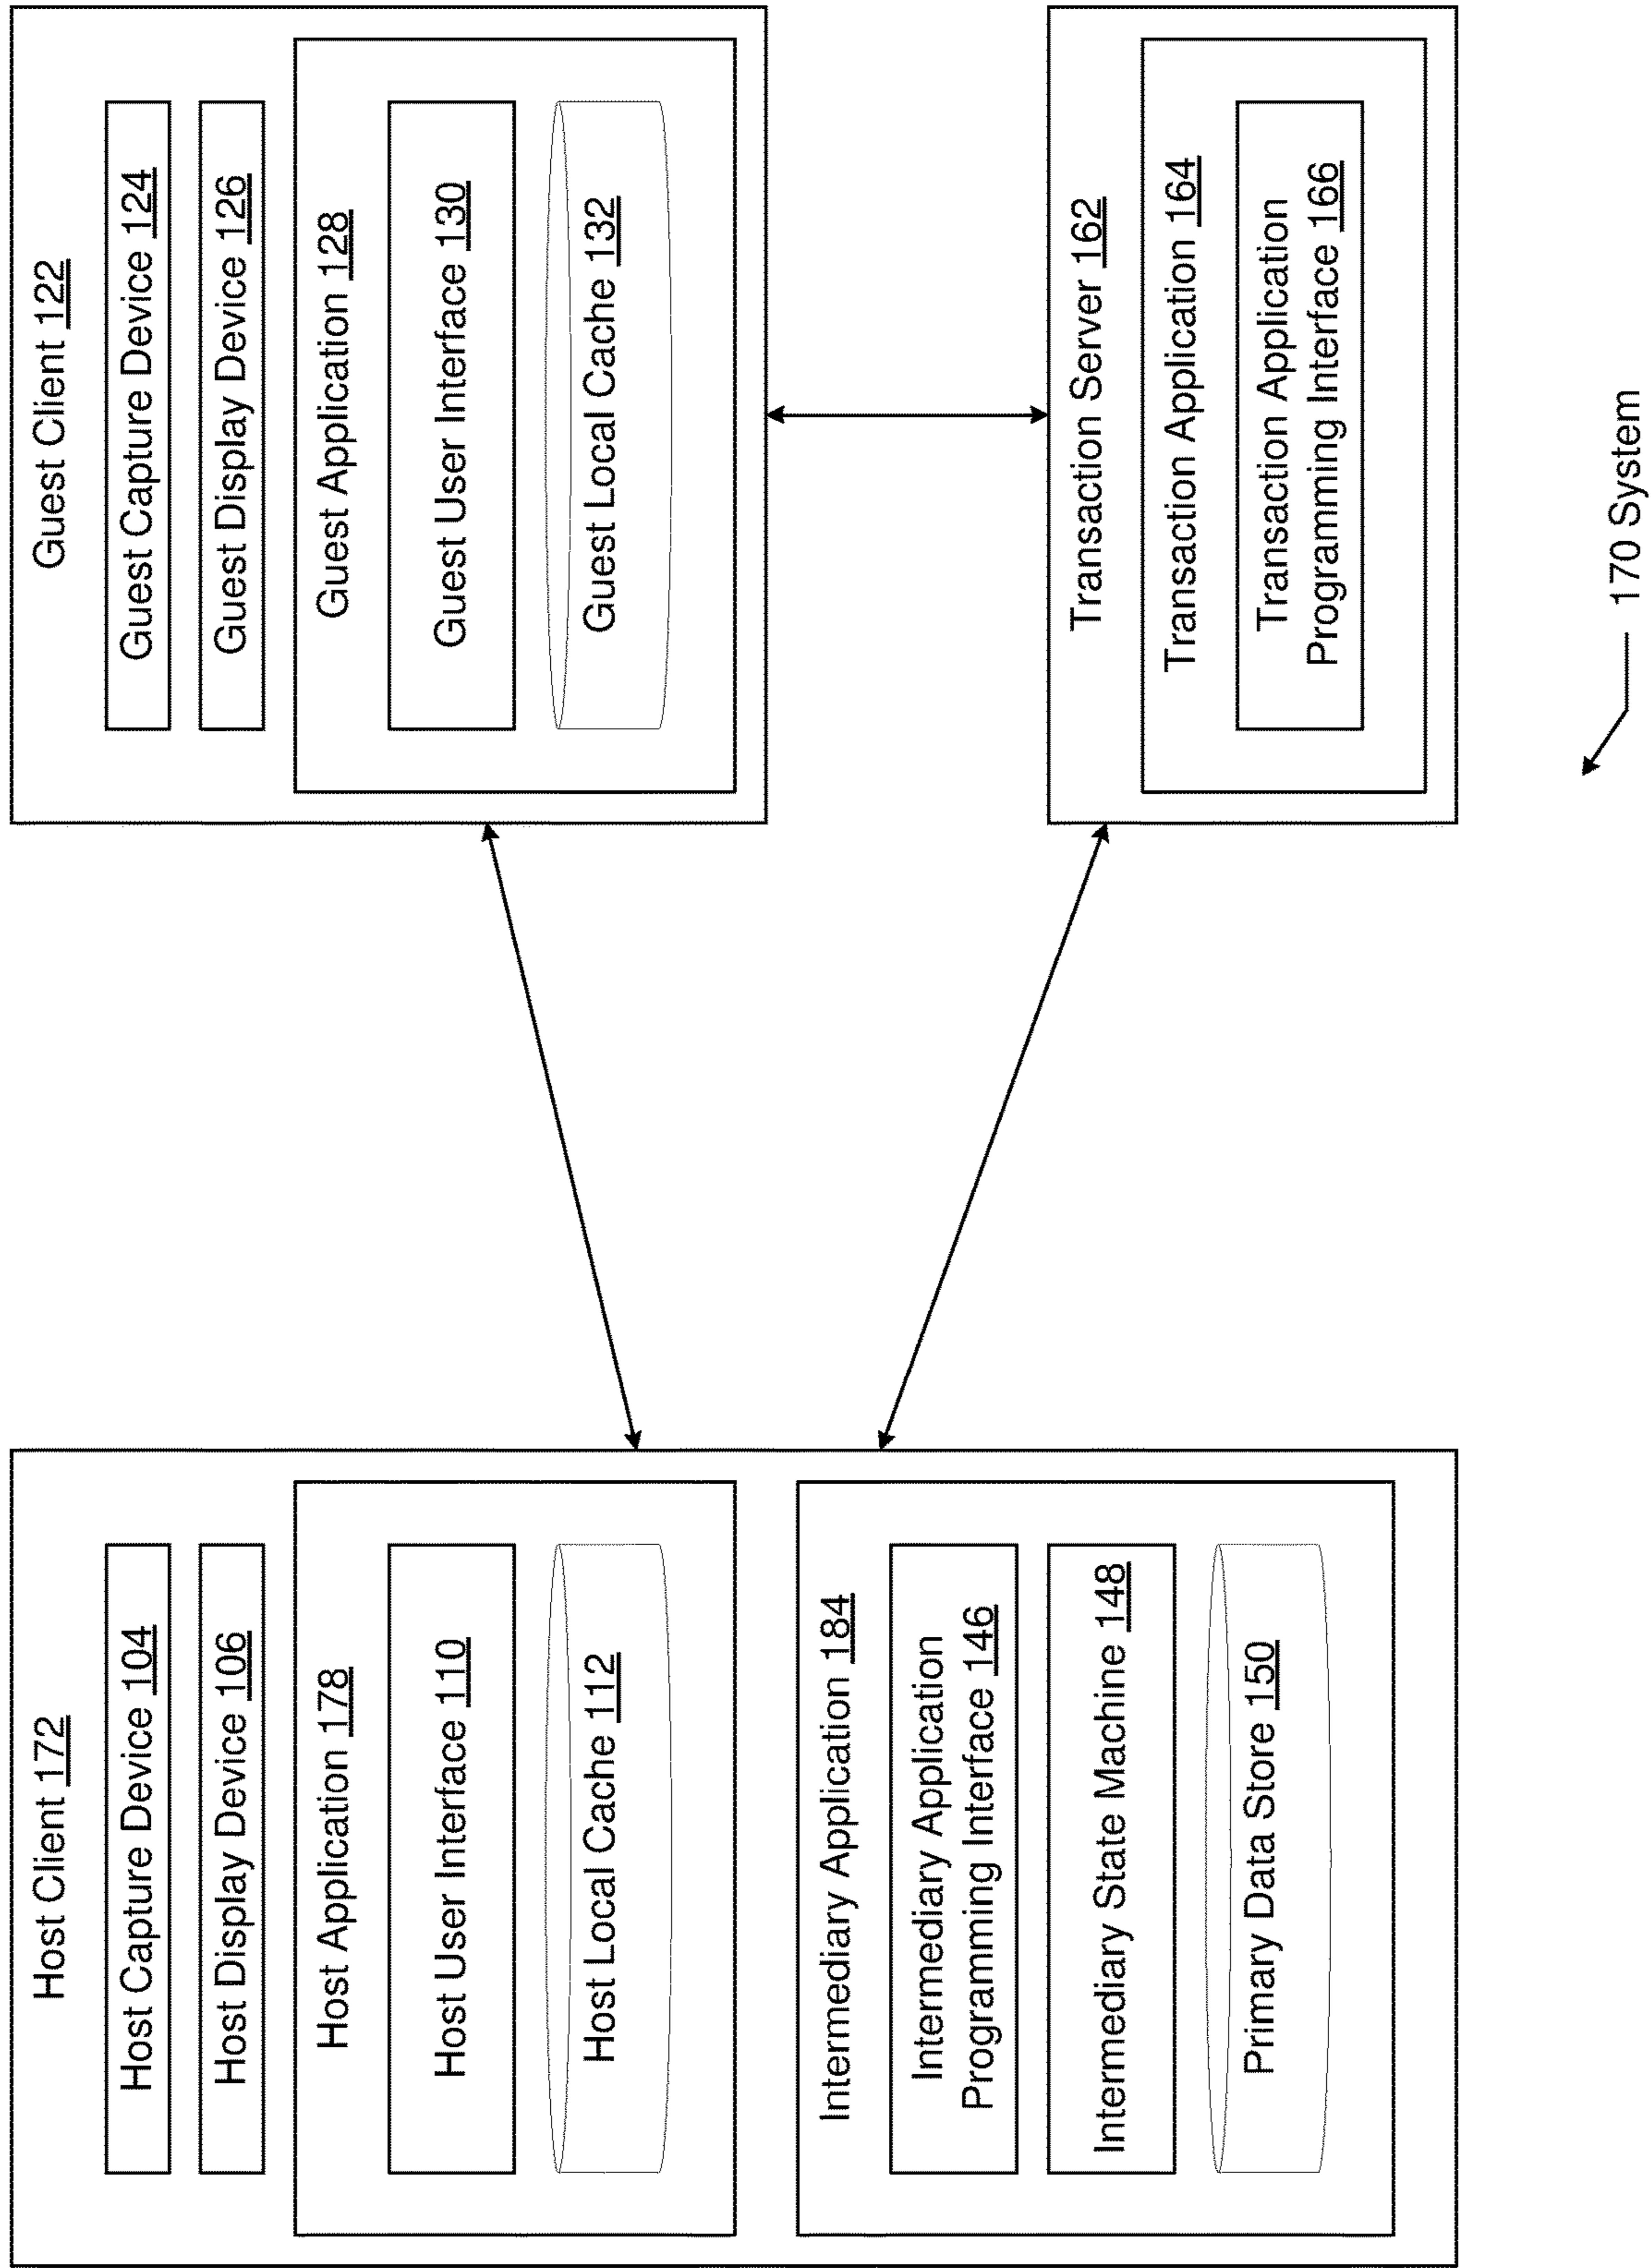 Host Client 172
Host Capture Device 104
Host Display Device 106
Host Application 178
Host User Interface 110
Host Local Cache 112
Intermediary Application 184
Intermediary Application
Programming Interface 146
Intermediary State Machine 148
Primary Data Store 150
Guest Client 122
Guest Capture Device 124
Guest Display Device 126
Guest Application 128
Guest User Interface 130
Guest Local Cache 132
Transaction Server 162
Transaction Application 164
Transaction Application
Programming Interface 166
170 System